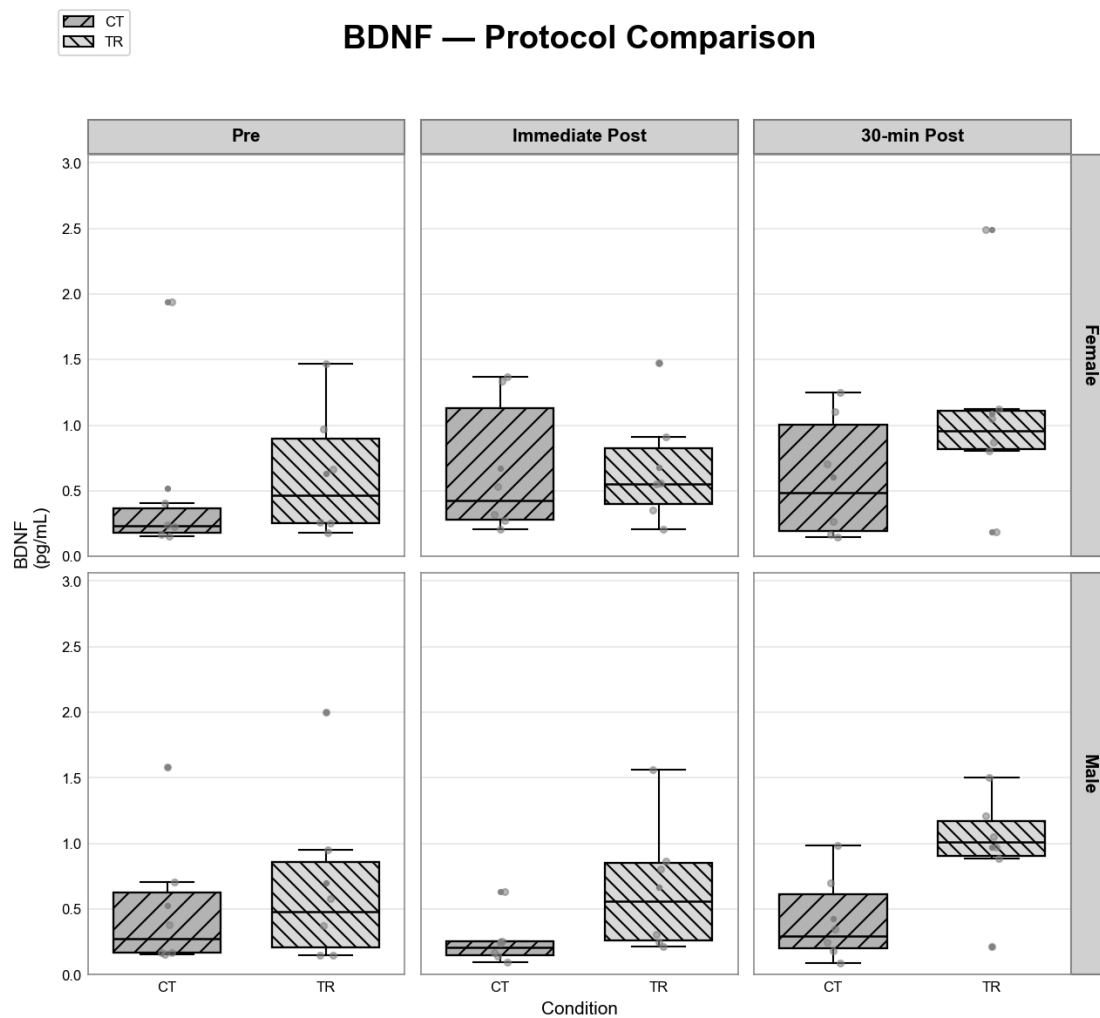 CT
TR
BDNF — Protocol Comparison
Pre
Immediate Post
30-min Post
3.0
2.5
2.0
1.5
1.0
0.5
0.0
Female
BDNF
(pg/mL)
3.0
2.5
2.0
1.5
1.0
0.5
0.0
Male
CT
TR
CT
TR
CT
TR
Condition